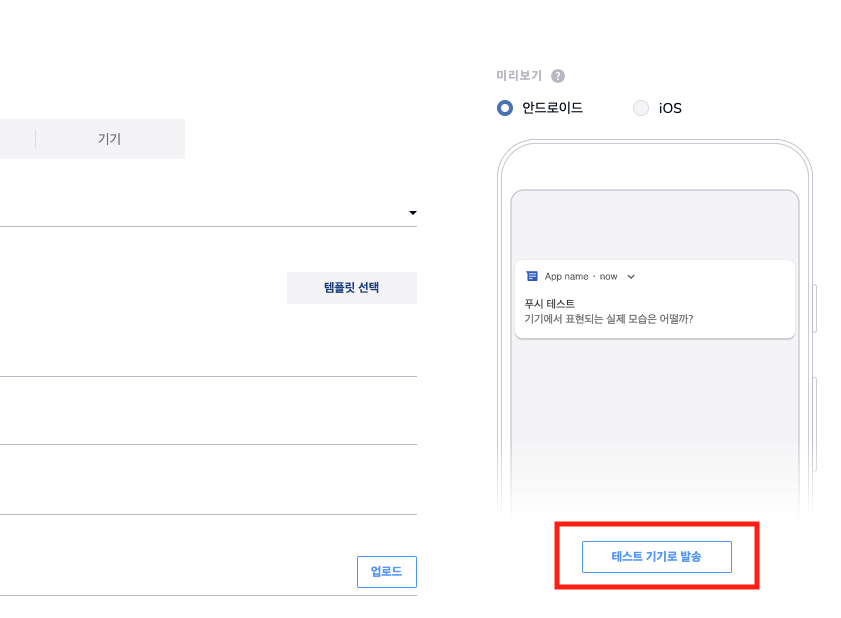 미리보기 ?
안드로이드
iOS
기기
템플릿 선택
App name · now
푸시 테스트
기기에서 표현되는 실제 모습은 어떨까?
테스트 기기로 발송
업로드